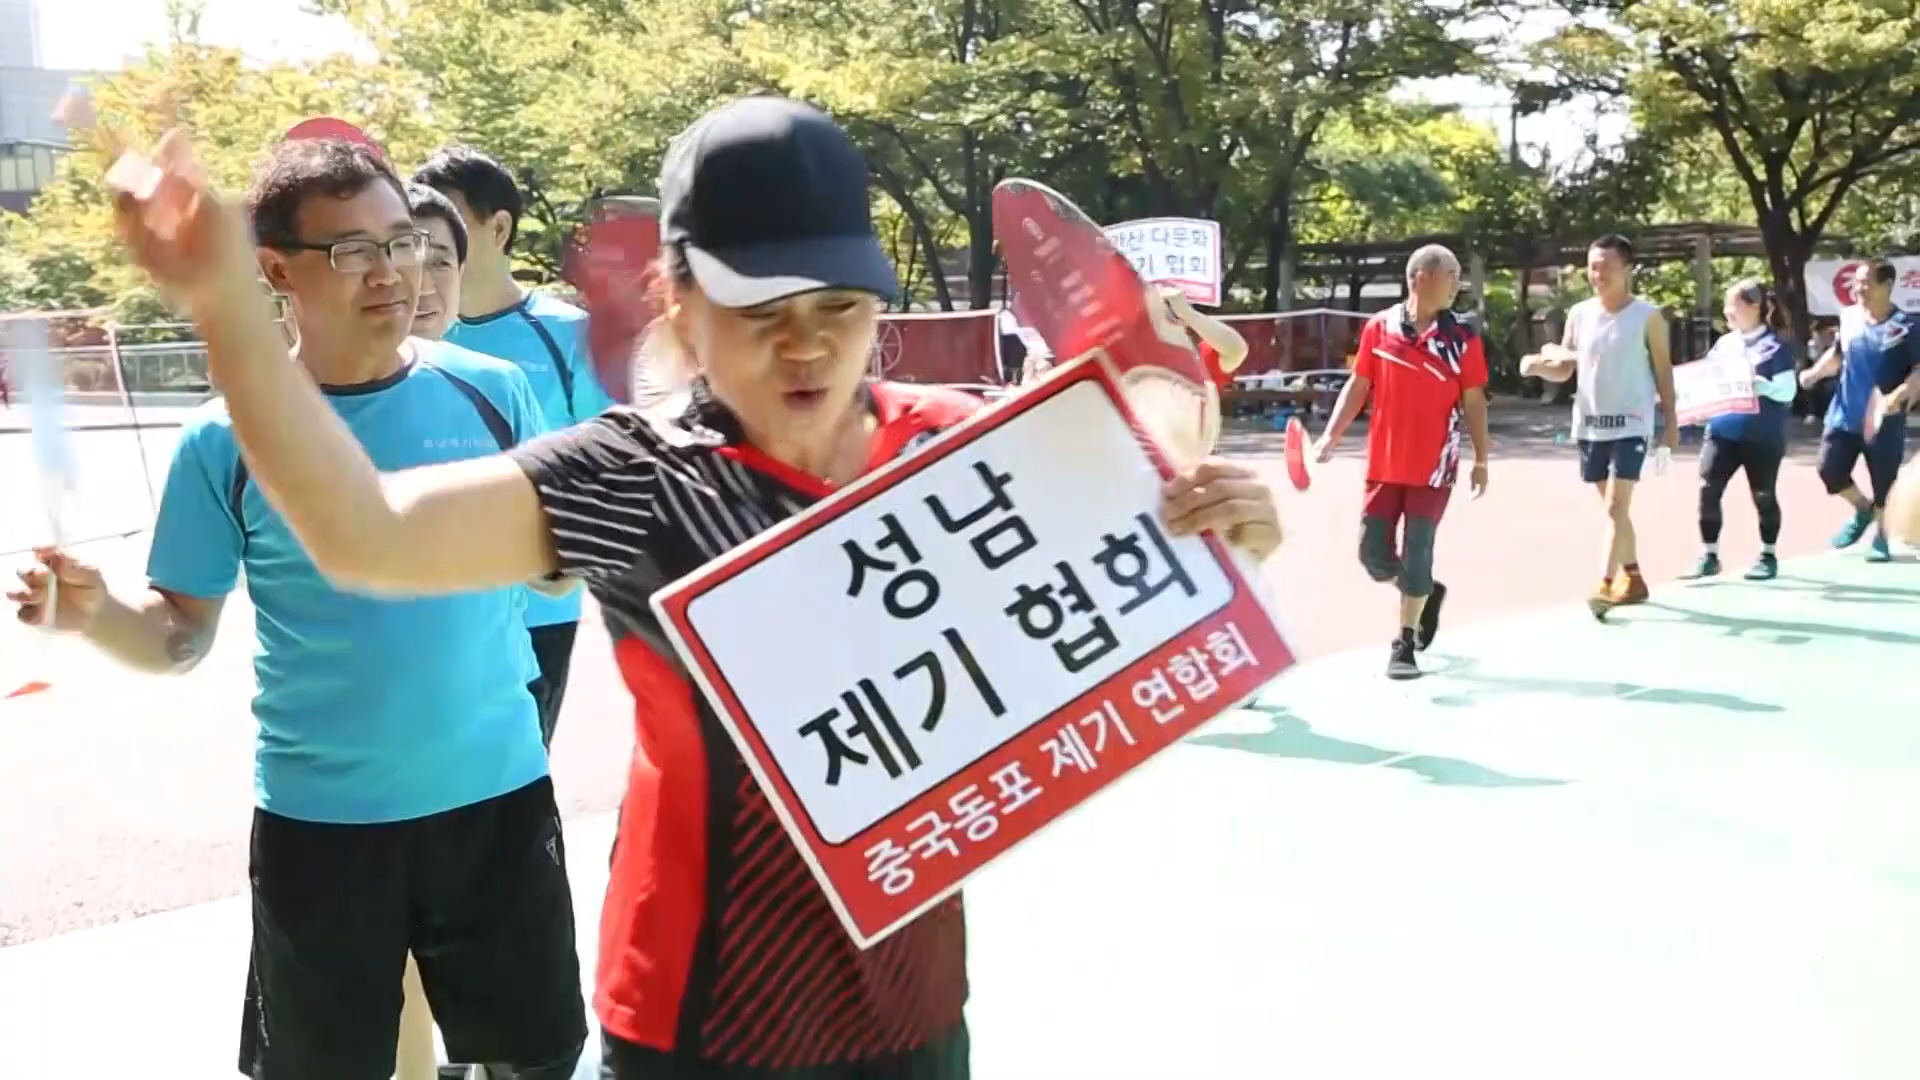 성남
제기 협회
중국동포 제기 연합회
다문화
기 협회